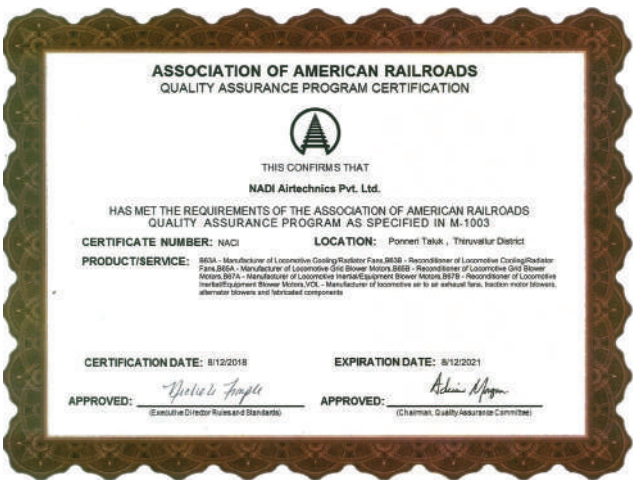 ASSOCIATION OF AMERICAN RAILROADS
QUALITY ASSURANCE PROGRAM CERTIFICATION
THIS CONFIRMS THAT
NADI Airtechnics Pvt. Ltd.
HAS MET THE REQUIREMENTS OF THE ASSOCIATION OF AMERICAN RAILROADS
QUALITY ASSURANCE PROGRAM AS SPECIFIED IN M-1003
CERTIFICATE NUMBER: NACI LOCATION: Ponneri Taluk , Thiruvallur District
PRODUCT/SERVICE: B63A - Manufacturer of Locomotive Cooling/Radiator Fans,B63B - Reconditioner of Locomotive Cooling/Radiator
Fans,B65A - Manufacturer of Locomotive Grid Blower Motors,B65B - Reconditioner of Locomotive Grid Blower
Motors,B67A - Manufacturer of Locomotive Inertial/Equipment Blower Motors,B67B - Reconditioner of Locomotive
Inertial/Equipment Blower Motors,VOL - Manufacturer of locomotive air to air exhaust fans, traction motor blowers,
alternator blowers and fabricated components
CERTIFICATION DATE: 8/12/2018 EXPIRATION DATE: 8/12/2021
APPROVED: APPROVED:
(Executive Director Rules and Standards) (Chairman, Quality Assurance Committee)